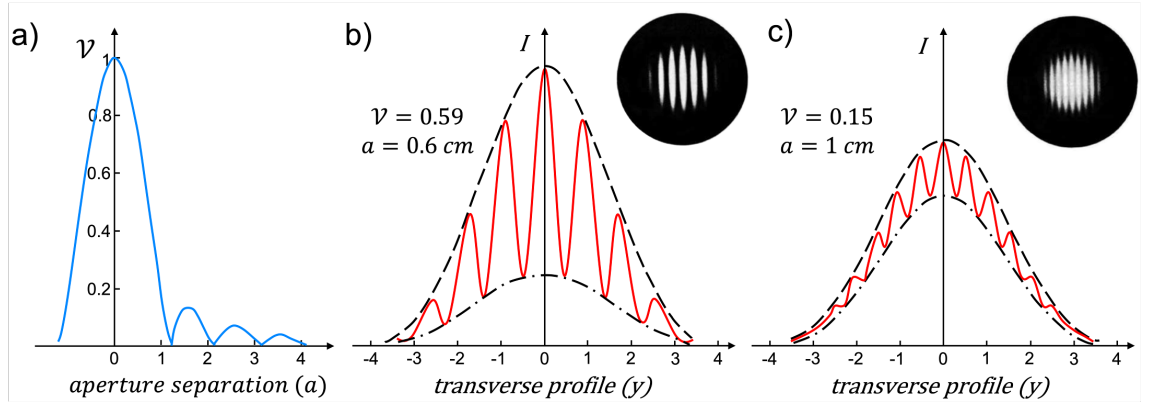 a)
𝒱
1
0.8
0.6
0.4
0.2
0 1 2 3 4
aperture separation (a)
b)
I
𝒱 = 0.59
a = 0.6 cm
-4 -3 -2 -1 0 1 2 3 4
transverse profile (y)
c)
I
𝒱 = 0.15
a = 1 cm
-4 -3 -2 -1 0 1 2 3 4
transverse profile (y)